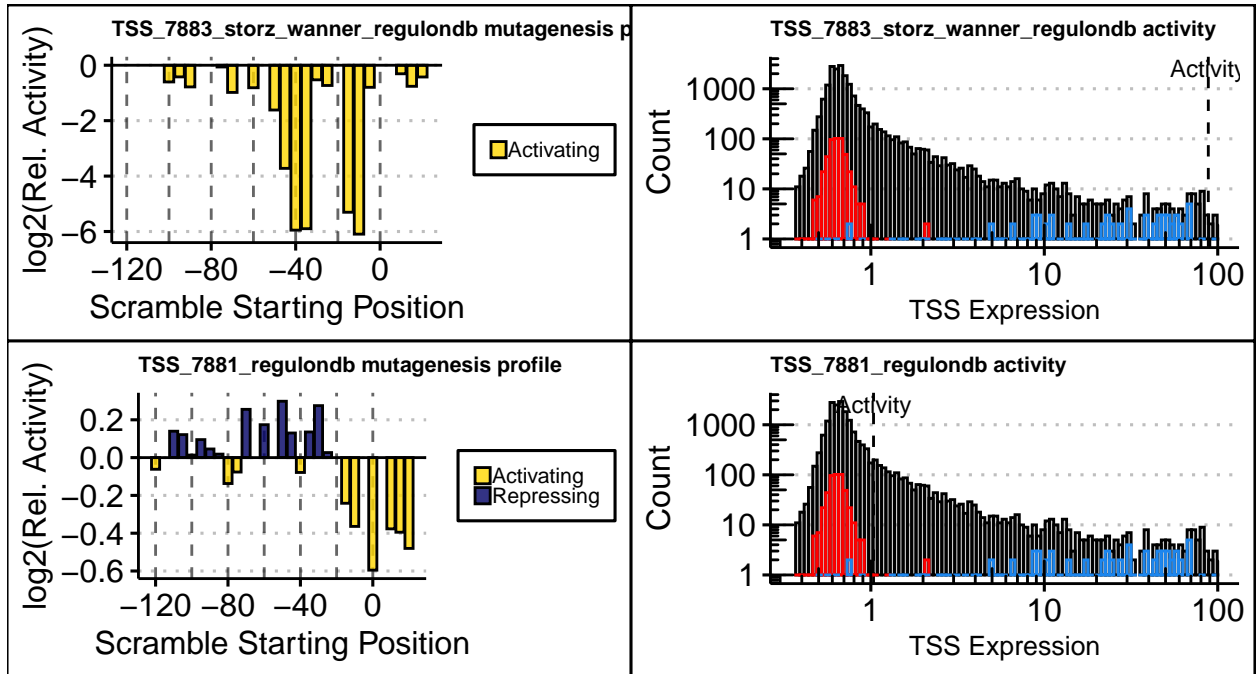 TSS_7883_storz_wanner_regulondb mutagenesis p
log2(Rel. Activity)
0
−2
−4
−6
−120 −80 −40 0
Scramble Starting Position
Activating
TSS_7883_storz_wanner_regulondb activity
Activity
Count
1000
100
10
1
1 10 100
TSS Expression
TSS_7881_regulondb mutagenesis profile
log2(Rel. Activity)
0.2
0.0
−0.2
−0.4
−0.6
−120 −80 −40 0
Scramble Starting Position
Activating
Repressing
TSS_7881_regulondb activity
Activity
Count
1000
100
10
1
1 10 100
TSS Expression